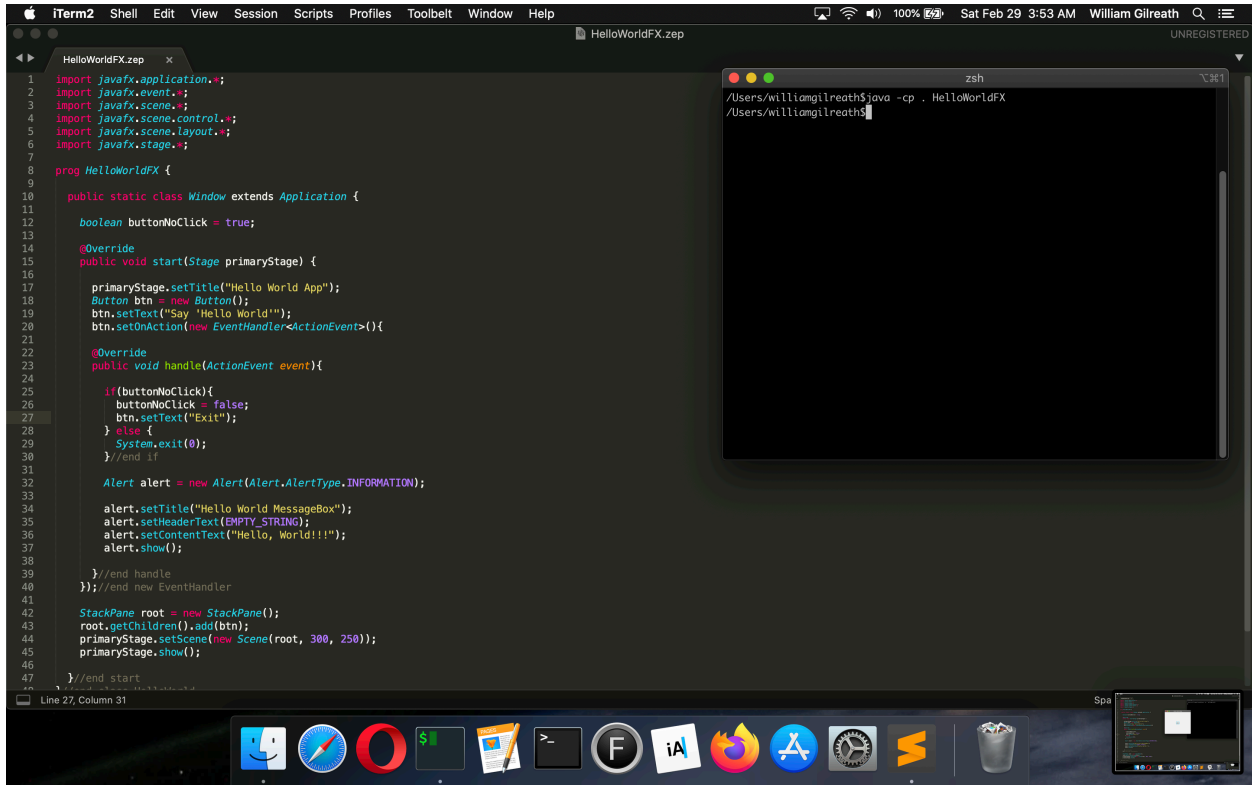 iTerm2 Shell Edit View Session Scripts Profiles Toolbelt Window Help 100% Sat Feb 29 3:53 AM William Gilreath
HelloWorldFX.zep UNREGISTERED
HelloWorldFX.zep ×
1 import javafx.application.*;
2 import javafx.event.*;
3 import javafx.scene.*;
4 import javafx.scene.control.*;
5 import javafx.scene.layout.*;
6 import javafx.stage.*;
7
8 prog HelloWorldFX {
9
10 public static class Window extends Application {
11
12 boolean buttonNoClick = true;
13
14 @Override
15 public void start(Stage primaryStage) {
16
17 primaryStage.setTitle("Hello World App");
18 Button btn = new Button();
19 btn.setText("Say 'Hello World'");
20 btn.setOnAction(new EventHandler<ActionEvent>(){
21
22 @Override
23 public void handle(ActionEvent event){
24
25 if(buttonNoClick){
26 buttonNoClick = false;
27 btn.setText("Exit");
28 } else {
29 System.exit(0);
30 }//end if
31
32 Alert alert = new Alert(Alert.AlertType.INFORMATION);
33
34 alert.setTitle("Hello World MessageBox");
35 alert.setHeaderText(EMPTY_STRING);
36 alert.setContentText("Hello, World!!!");
37 alert.show();
38
39 }//end handle
40 });//end new EventHandler
41
42 StackPane root = new StackPane();
43 root.getChildren().add(btn);
44 primaryStage.setScene(new Scene(root, 300, 250));
45 primaryStage.show();
46
47 }//end start
zsh ⌥⌘1
/Users/williamgilreath$java -cp . HelloWorldFX
/Users/williamgilreath$
Line 27, Column 31 Spa
$
>_
F
iA